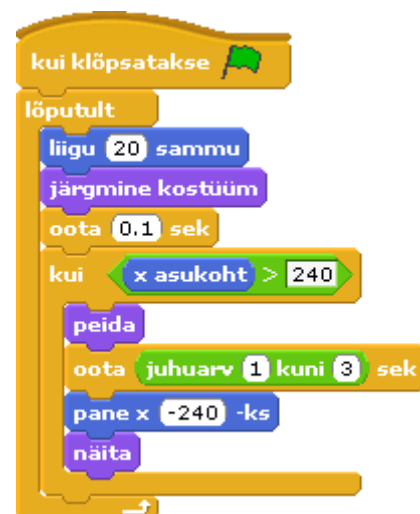 kui klõpsatakse
lõputult
liigu 20 sammu
järgmine kostüüm
oota 0.1 sek
kui x asukoht > 240
peida
oota juhuarv 1 kuni 3 sek
pane x -240 -ks
näita